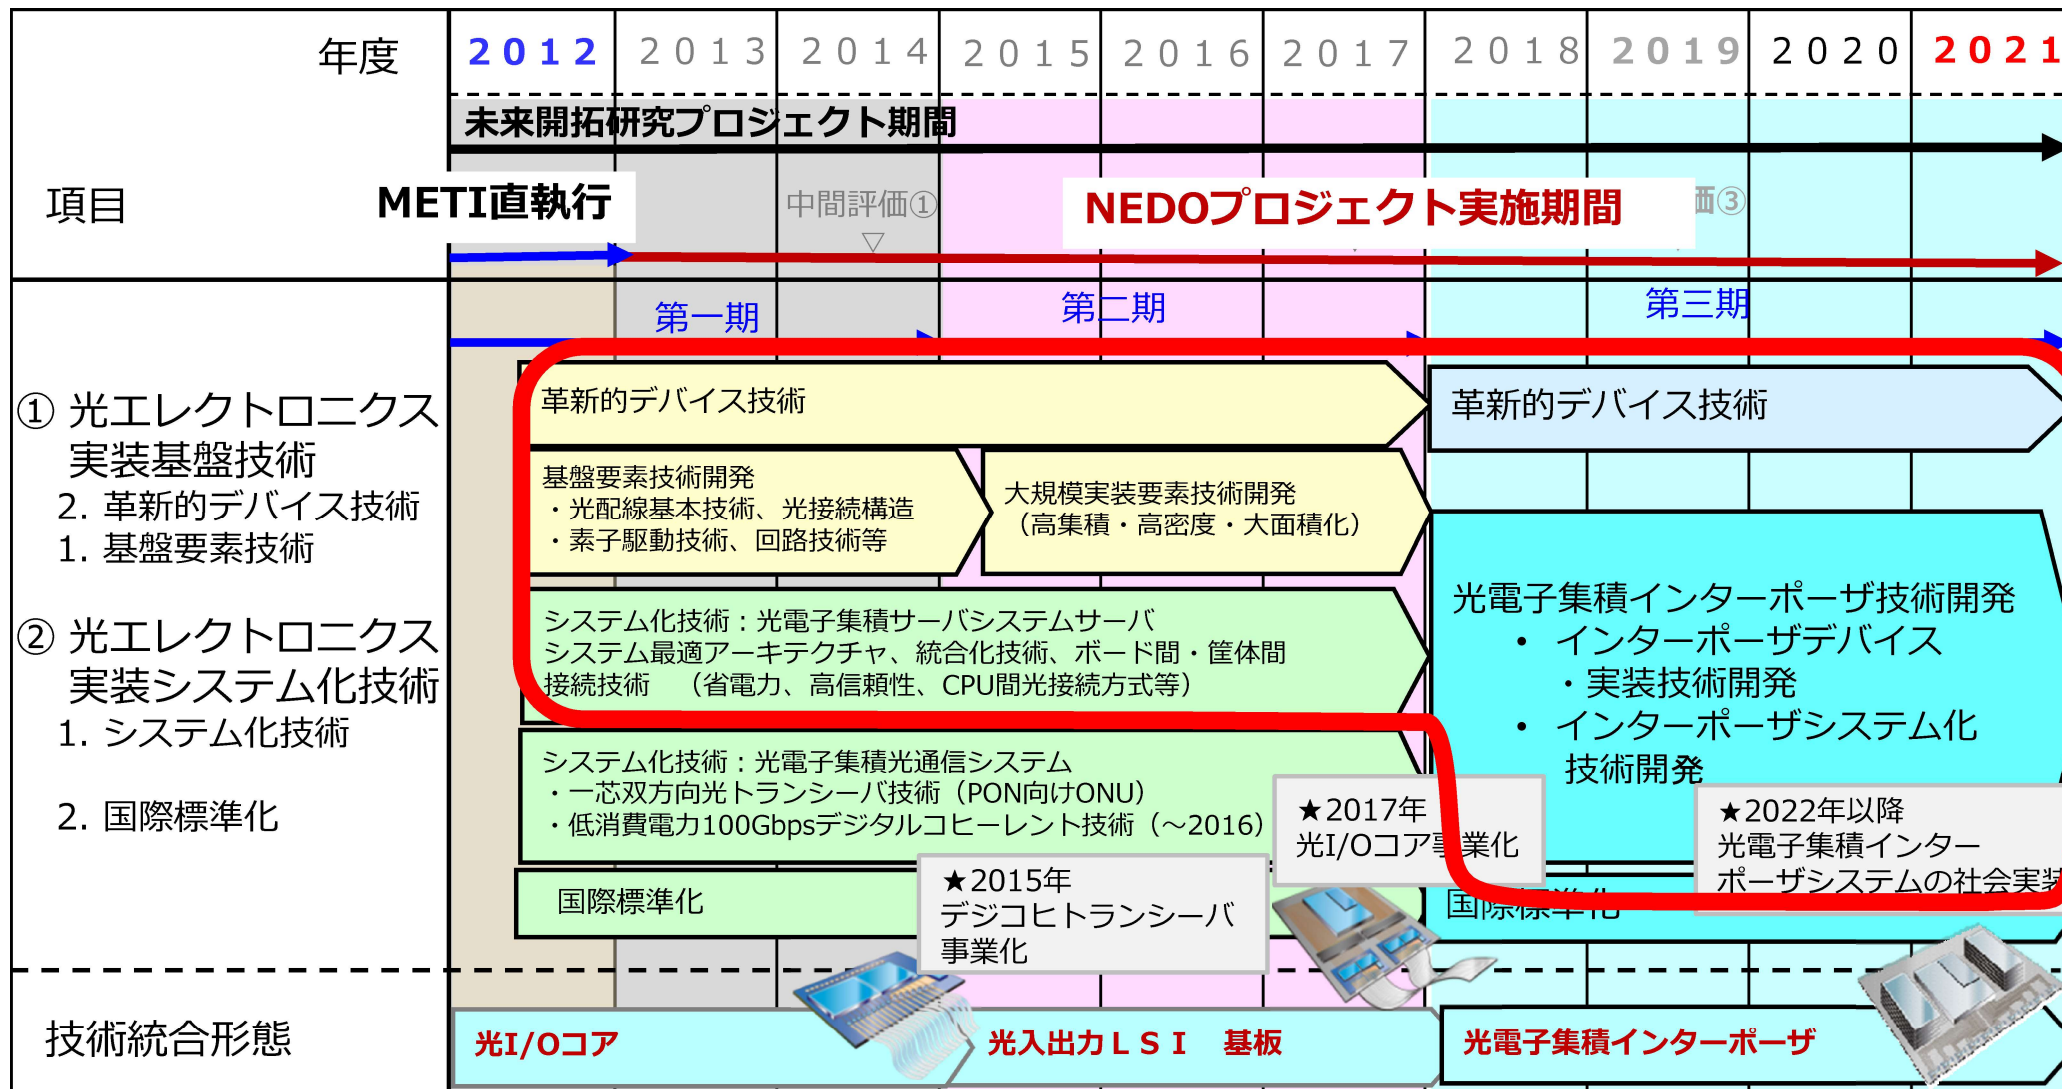 年度
2012
2013
2014
2015
2016
2017
2018
2019
2020
2021
未来開拓研究プロジェクト期間
項目
METI直執行
中間評価①
▽
NEDOプロジェクト実施期間
価③
第一期
第二期
第三期
① 光エレクトロニクス
実装基盤技術
2. 革新的デバイス技術
1. 基盤要素技術
② 光エレクトロニクス
実装システム化技術
1. システム化技術
2. 国際標準化
革新的デバイス技術
革新的デバイス技術
基盤要素技術開発
・光配線基本技術、光接続構造
・素子駆動技術、回路技術等
大規模実装要素技術開発
（高集積・高密度・大面積化）
システム化技術：光電子集積サーバシステムサーバ
システム最適アーキテクチャ、統合化技術、ボード間・筐体間
接続技術　（省電力、高信頼性、CPU間光接続方式等）
光電子集積インターポーザ技術開発
• インターポーザデバイス
・実装技術開発
• インターポーザシステム化
技術開発
システム化技術：光電子集積光通信システム
・一芯双方向光トランシーバ技術（PON向けONU）
・低消費電力100Gbpsデジタルコヒーレント技術（～2016）
★2017年
光I/Oコア事業化
★2022年以降
光電子集積インター
ポーザシステムの社会実装
国際標準化
★2015年
デジコヒトランシーバ
事業化
国際標準化
技術統合形態
光I/Oコア
光入出力ＬＳＩ　基板
光電子集積インターポーザ